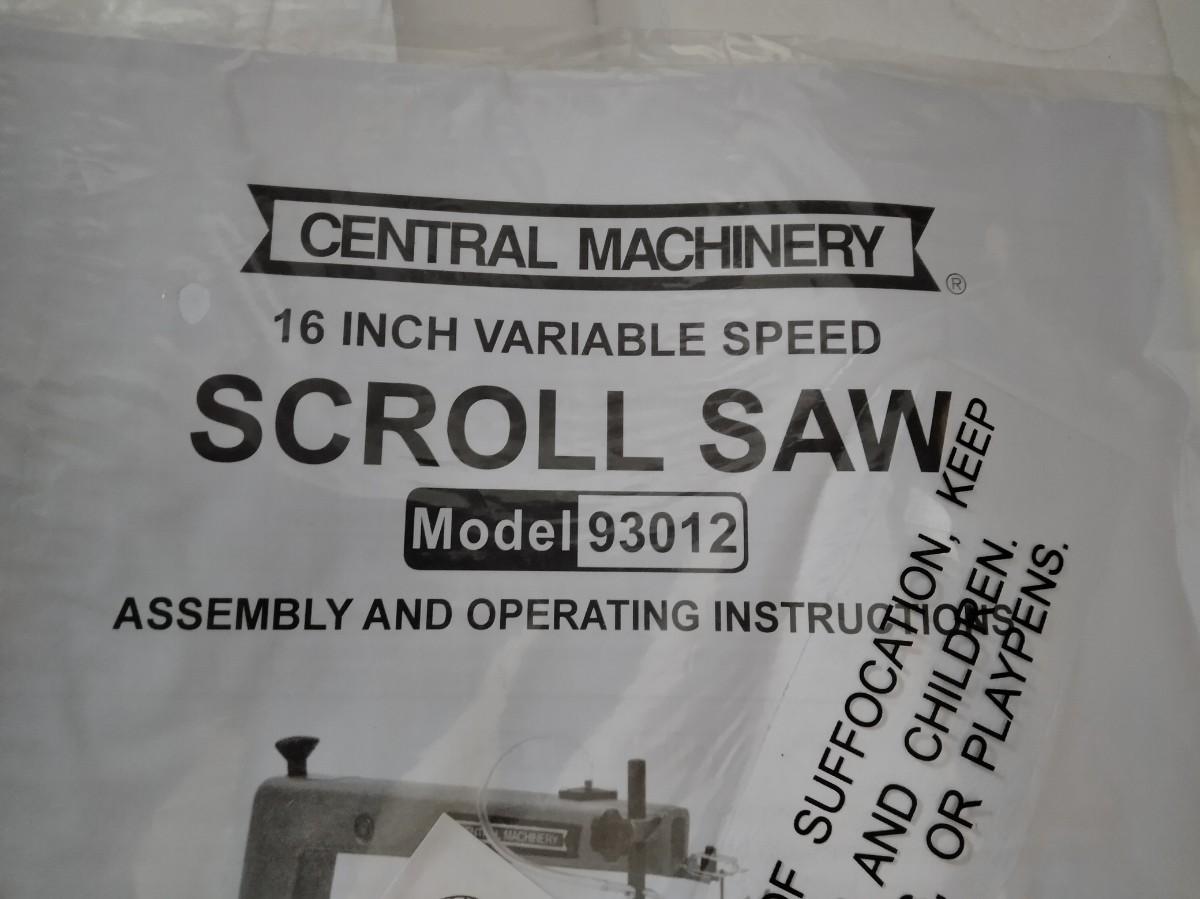 CENTRAL MACHINERY
®
16 INCH VARIABLE SPEED
SCROLL SAW
Model 93012
ASSEMBLY AND OPERATING INSTRUCTIONS
OF SUFFOCATION, KEEP
AND CHILDREN.
OR PLAYPENS.
CENTRAL MACHINERY